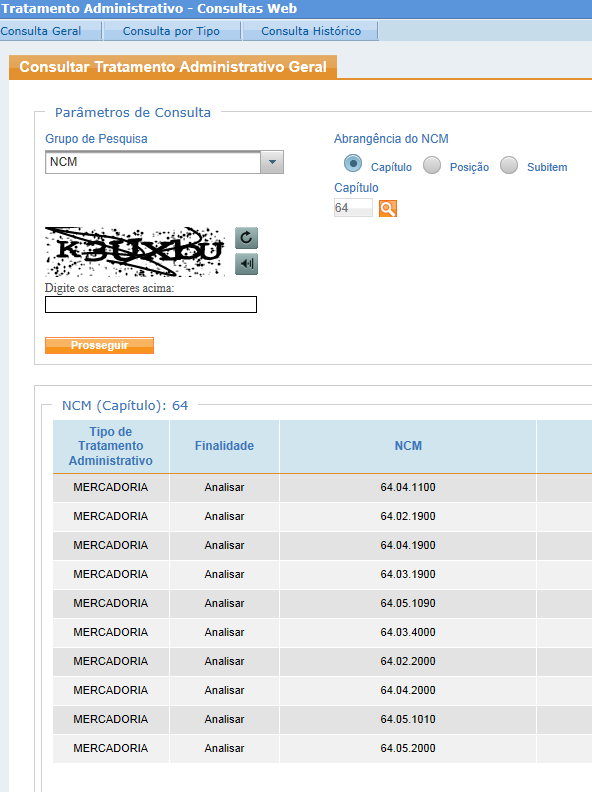 Tratamento Administrativo - Consultas Web
Consulta Geral Consulta por Tipo Consulta Histórico
Consultar Tratamento Administrativo Geral
Parâmetros de Consulta
Grupo de Pesquisa
NCM
Abrangência do NCM
Capítulo Posição Subitem
Capítulo
64
Digite os caracteres acima:
Prosseguir
NCM (Capítulo): 64
Tipo de Tratamento Administrativo Finalidade NCM
MERCADORIA Analisar 64.04.1100
MERCADORIA Analisar 64.02.1900
MERCADORIA Analisar 64.04.1900
MERCADORIA Analisar 64.03.1900
MERCADORIA Analisar 64.05.1090
MERCADORIA Analisar 64.03.4000
MERCADORIA Analisar 64.02.2000
MERCADORIA Analisar 64.04.2000
MERCADORIA Analisar 64.05.1010
MERCADORIA Analisar 64.05.2000